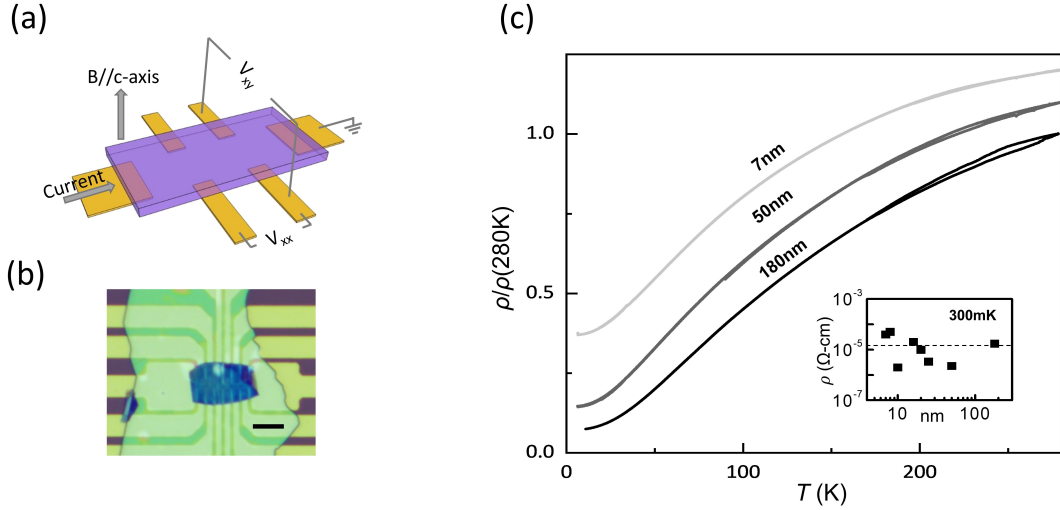 (a)
B//c-axis
V
xy
Current
V xx
(b)
(c)
ρ/ρ(280K)
1.0
0.5
0.0
7nm
50nm
180nm
0
100
200
T (K)
300mK
ρ (Ω-cm)
10-3
10-5
10-7
10
nm
100